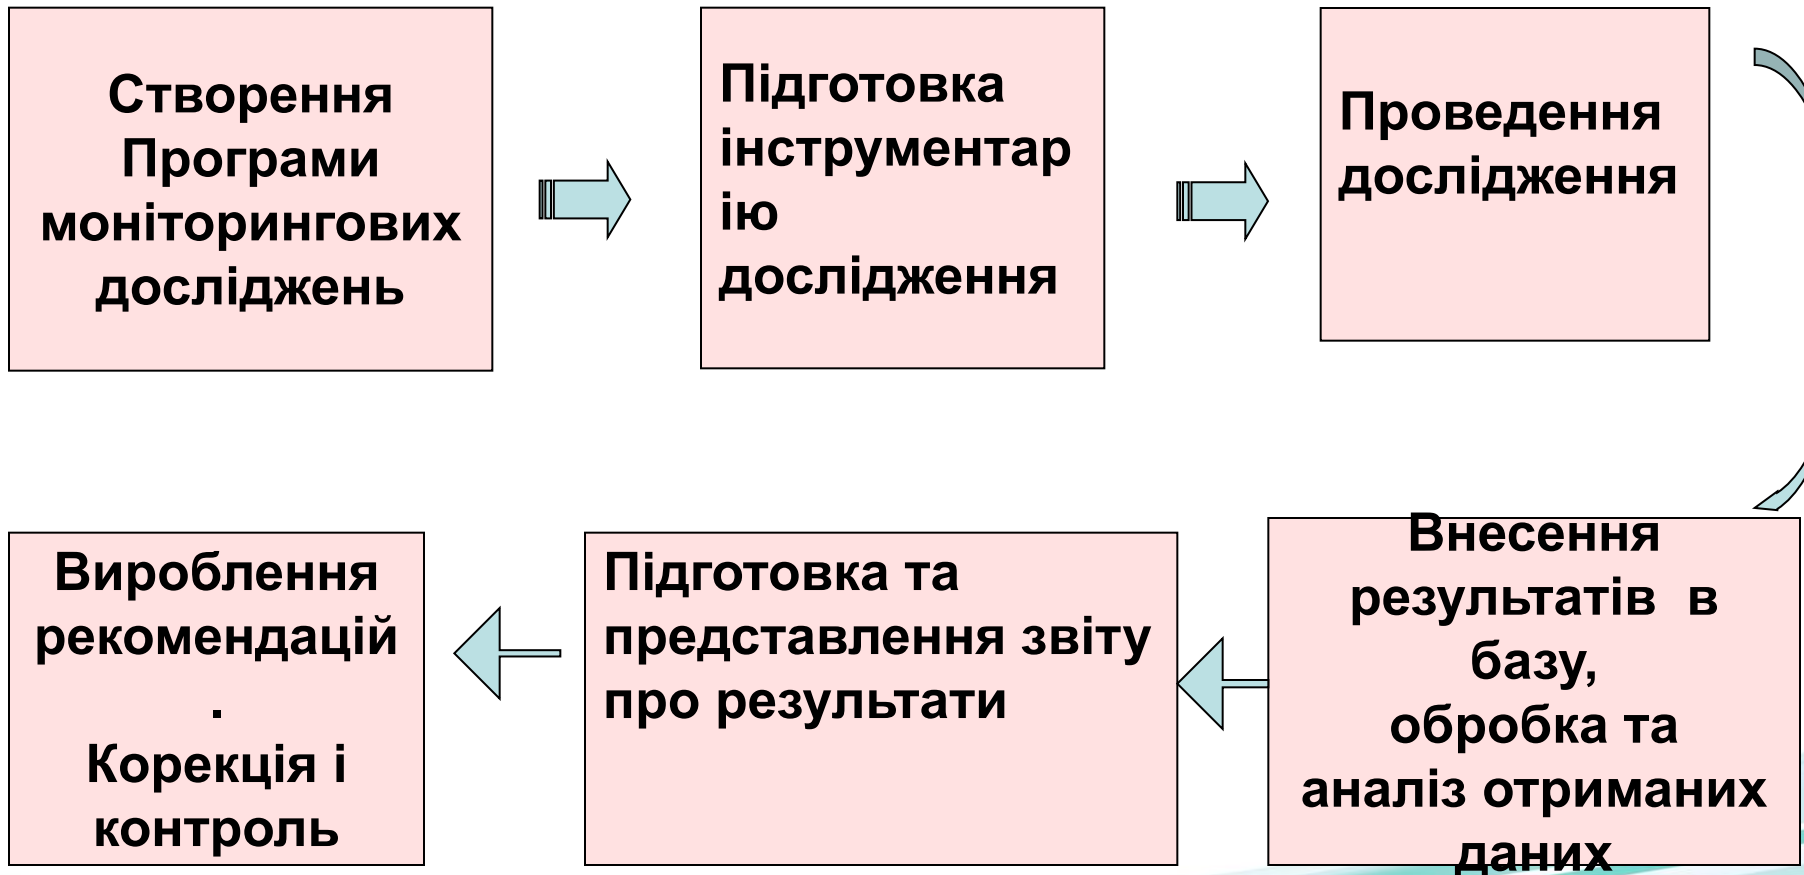 Створення
Програми
моніторингових
досліджень
Підготовка
інструментар
ію
дослідження
Проведення
дослідження
Внесення
результатів  в
базу,
обробка та
аналіз отриманих
даних
Підготовка та
представлення звіту
про результати
Вироблення
рекомендацій
.
Корекція і
контроль